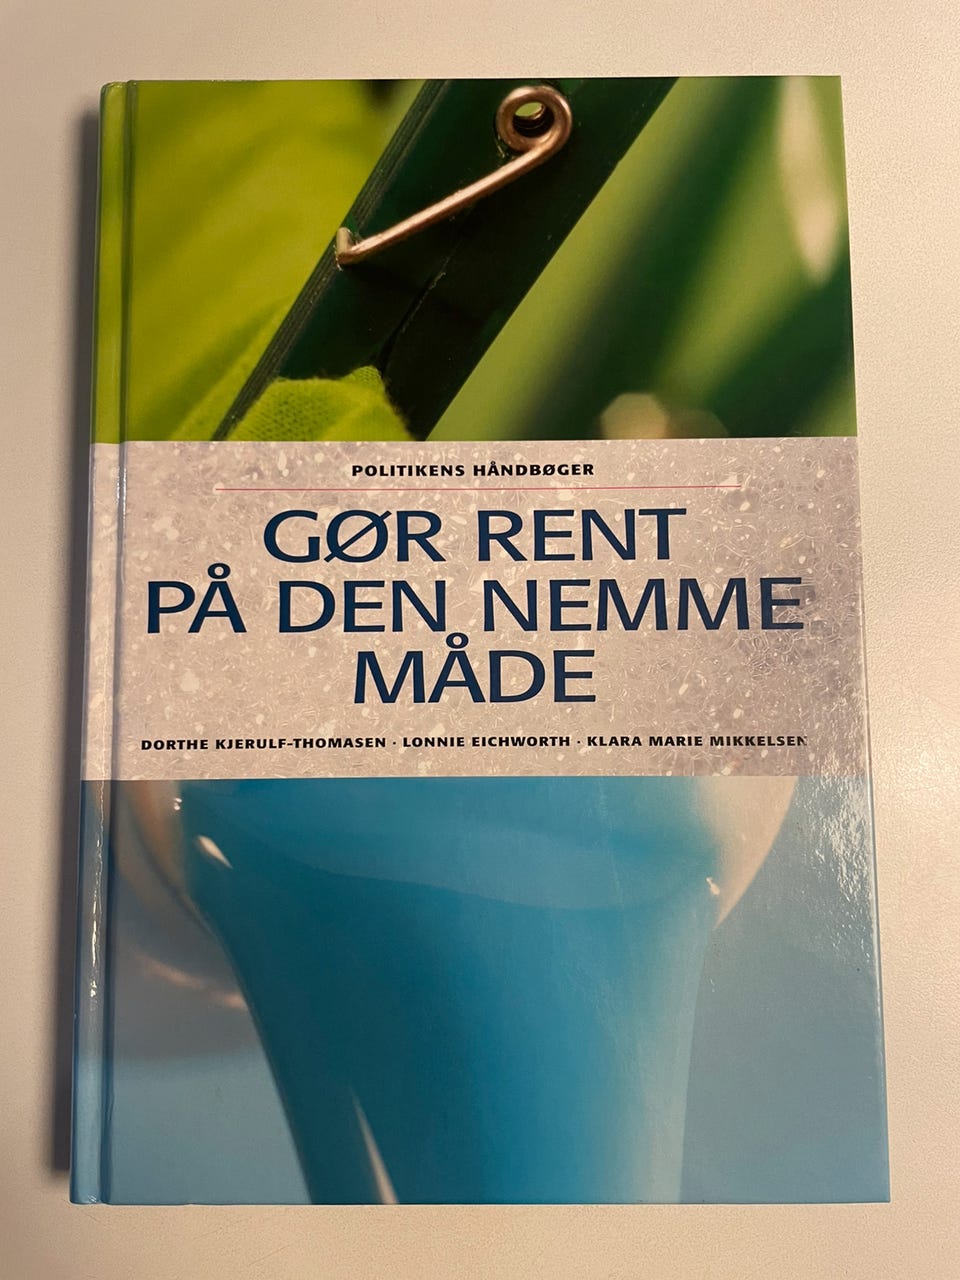 POLITIKENS HÅNDBØGER
GØR RENT
PÅ DEN NEMME
MÅDE
DORTHE KJERULF-THOMASEN · LONNIE EICHWORTH · KLARA MARIE MIKKELSEN